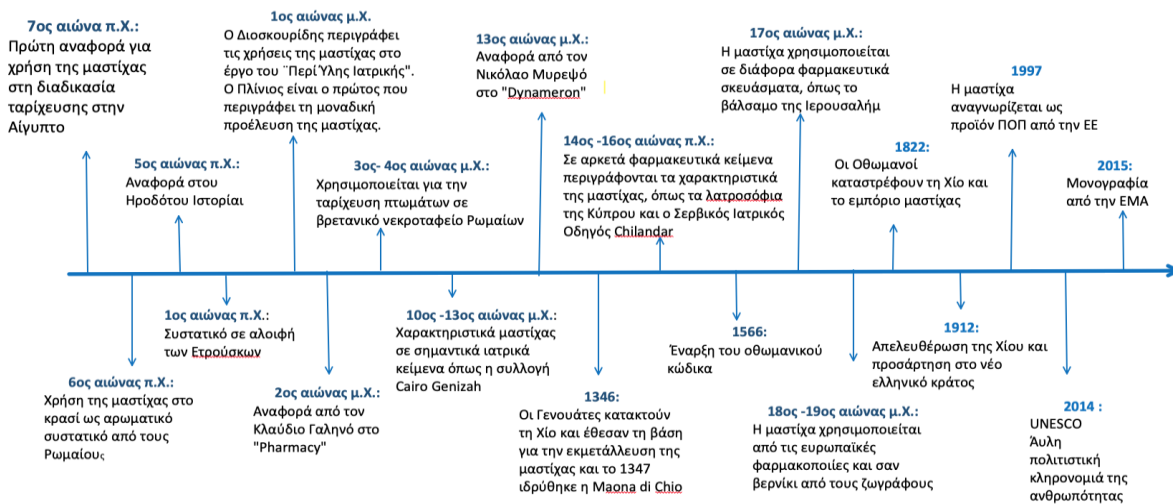 7ος αιώνα π.Χ.:
Πρώτη αναφορά για
χρήση της μαστίχας
στη διαδικασία
ταρίχευσης στην
Αίγυπτο
6ος αιώνας π.Χ.:
Χρήση της μαστίχας στο
κρασί ως αρωματικό
συστατικό από τους
Ρωμαίους
5ος αιώνας π.Χ.:
Αναφορά στου
Ηροδότου Ιστορίαι
1ος αιώνας π.Χ.:
Συστατικό σε αλοιφή
των Ετρούσκων
1ος αιώνας μ.Χ.
Ο Διοσκουρίδης περιγράφει
τις χρήσεις της μαστίχας στο
έργο του ¨Περί Ύλης Ιατρικής".
Ο Πλίνιος είναι ο πρώτος που
περιγράφει τη μοναδική
προέλευση της μαστίχας.
2ος αιώνας μ.Χ.:
Αναφορά από τον
Κλαύδιο Γαληνό στο
"Pharmacy"
3ος- 4ος αιώνας μ.Χ.:
Χρησιμοποιείται για την
ταρίχευση πτωμάτων σε
βρετανικό νεκροταφείο Ρωμαίων
10ος -13ος αιώνας μ.Χ.:
Χαρακτηριστικά μαστίχας
σε σημαντικά ιατρικά
κείμενα όπως η συλλογή
Cairo Genizah
13ος αιώνας μ.Χ.:
Αναφορά από τον
Νικόλαο Μυρεψό
στο "Dynameron"
1346:
Οι Γενουάτες κατακτούν
τη Χίο και έθεσαν τη βάση
για την εκμετάλλευση της
μαστίχας και το 1347
ιδρύθηκε η Maona di Chio
14ος -16ος αιώνας π.Χ.:
Σε αρκετά φαρμακευτικά κείμενα
περιγράφονται τα χαρακτηριστικά
της μαστίχας, όπως τα λατροσόφια
της Κύπρου και ο Σερβικός Ιατρικός
Οδηγός Chilandar
1566:
Έναρξη του οθωμανικού
κώδικα
17ος αιώνας μ.Χ.:
Η μαστίχα χρησιμοποιείται
σε διάφορα φαρμακευτικά
σκευάσματα, όπως το
βάλσαμο της Ιερουσαλήμ
18ος -19ος αιώνας μ.Χ.:
Η μαστίχα χρησιμοποιείται
από τις ευρωπαϊκές
φαρμακοποιίες και σαν
βερνίκι από τους ζωγράφους
1822:
Οι Οθωμανοί
καταστρέφουν τη Χίο και
το εμπόριο μαστίχας
1912:
Απελευθέρωση της Χίου και
προσάρτηση στο νέο
ελληνικό κράτος
1997
Η μαστίχα
αναγνωρίζεται ως
προϊόν ΠΟΠ από την ΕΕ
2014 :
UNESCO
Άυλη
πολιτιστική
κληρονομιά της
ανθρωπότητας
2015:
Μονογραφία
από την ΕΜΑ